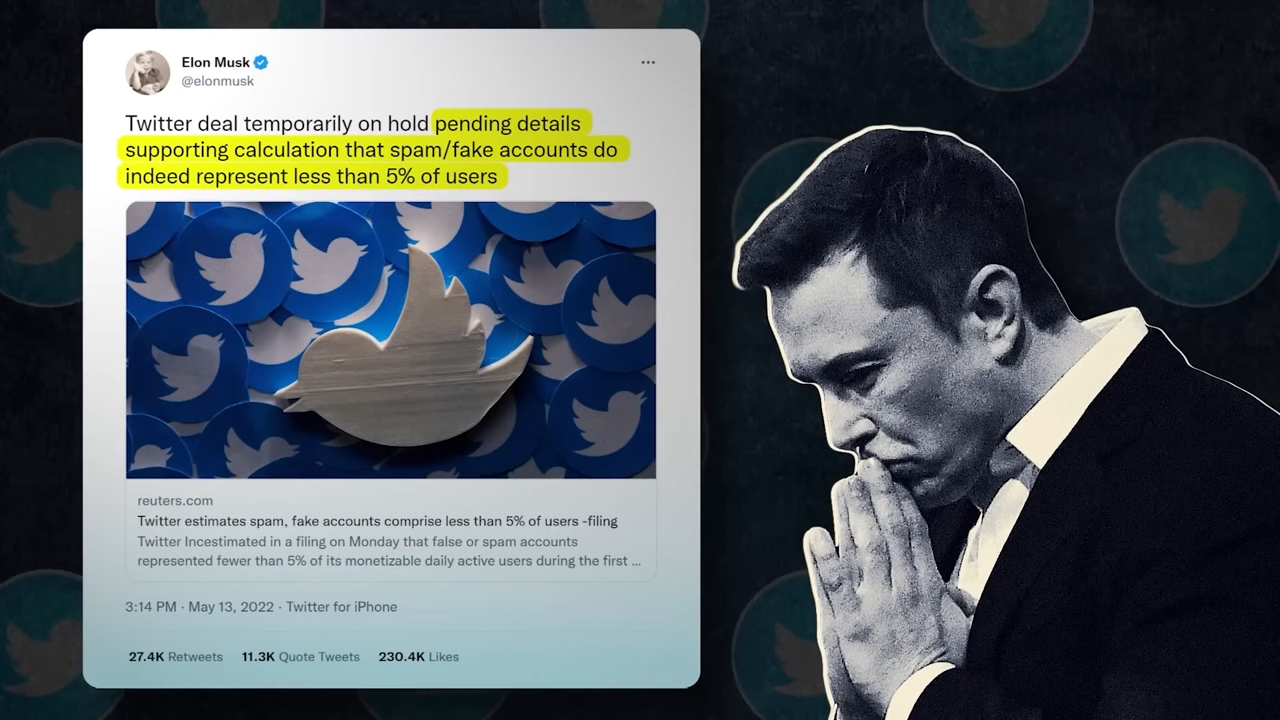 Elon Musk
@elonmusk
Twitter deal temporarily on hold pending details
supporting calculation that spam/fake accounts do
indeed represent less than 5% of users
reuters.com
Twitter estimates spam, fake accounts comprise less than 5% of users -filing
Twitter Incestimated in a filing on Monday that false or spam accounts
represented fewer than 5% of its monetizable daily active users during the first ...
3:14 PM · May 13, 2022 · Twitter for iPhone
27.4K Retweets 11.3K Quote Tweets 230.4K Likes